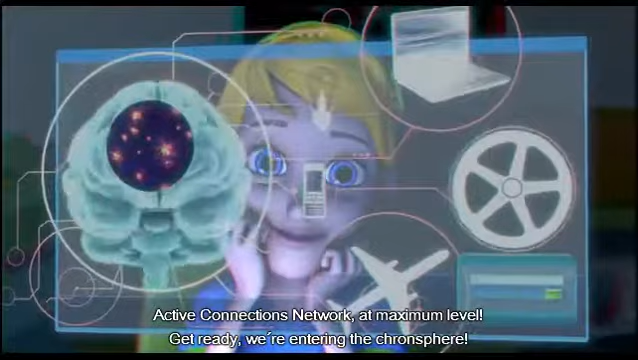 Active Connections Network, at maximum level!
Get ready, we´re entering the chronsphere!